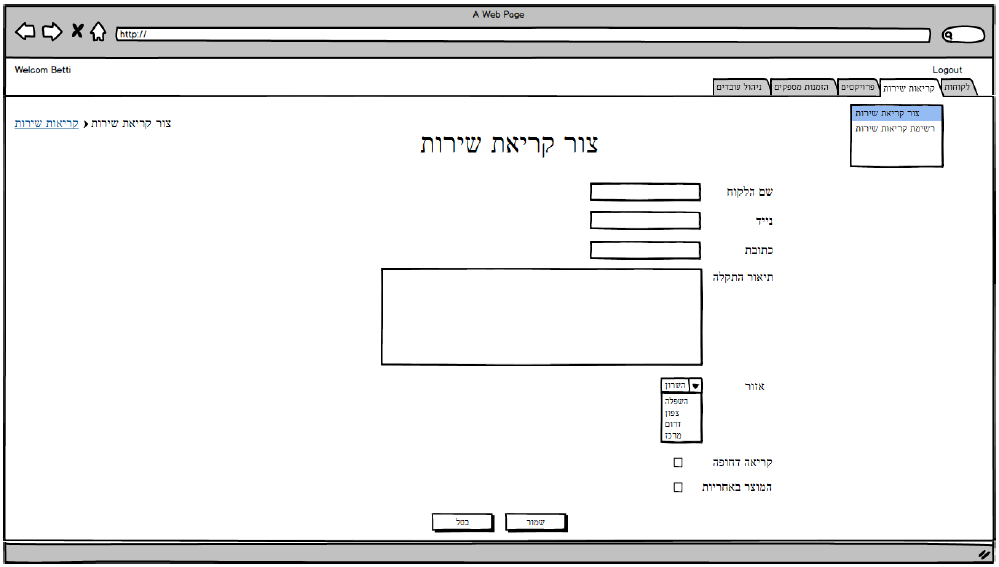 A Web Page
http://
Welcom Betti
Logout
לקוחות
קריאות שירות
פרויקטים
הזמנות מספקים
ניהול עובדים
צור קריאת שירות
רשימת קריאות שירות
קריאות שירות > צור קריאת שירות
צור קריאת שירות
שם הלקוח
נייד
כתובת
תיאור התקלה
אזור
השרון
השפלה
צפון
דרום
מרכז
קריאה דחופה
המוצר באחריות
שמור
בטל